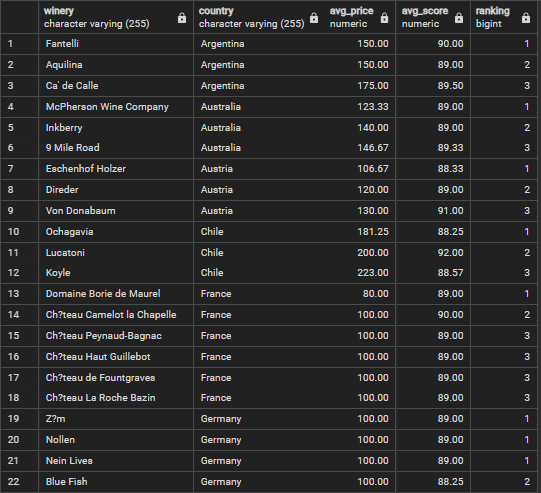 winery character varying (255) country character varying (255) avg_price numeric avg_score numeric ranking bigint
1 Fantelli Argentina 150.00 90.00 1
2 Aquilina Argentina 150.00 89.00 2
3 Ca' de Calle Argentina 175.00 89.50 3
4 McPherson Wine Company Australia 123.33 89.00 1
5 Inkberry Australia 140.00 89.00 2
6 9 Mile Road Australia 146.67 89.33 3
7 Eschenhof Holzer Austria 106.67 88.33 1
8 Direder Austria 120.00 89.00 2
9 Von Donabaum Austria 130.00 91.00 3
10 Ochagavia Chile 181.25 88.25 1
11 Lucatoni Chile 200.00 92.00 2
12 Koyle Chile 223.00 88.57 3
13 Domaine Borie de Maurel France 80.00 89.00 1
14 Ch?teau Camelot la Chapelle France 100.00 90.00 2
15 Ch?teau Peynaud-Bagnac France 100.00 89.00 3
16 Ch?teau Haut Guillebot France 100.00 89.00 3
17 Ch?teau de Fountgraves France 100.00 89.00 3
18 Ch?teau La Roche Bazin France 100.00 89.00 3
19 Z?m Germany 100.00 89.00 1
20 Nollen Germany 100.00 89.00 1
21 Nein Lives Germany 100.00 89.00 1
22 Blue Fish Germany 100.00 88.25 2